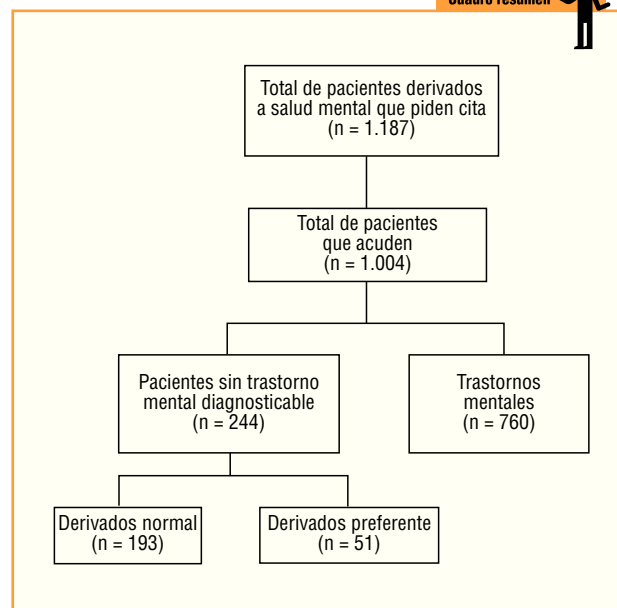 Cuadro resumen
Total de pacientes derivados
a salud mental que piden cita
(n = 1.187)
Total de pacientes
que acuden
(n = 1.004)
Pacientes sin trastorno
mental diagnosticable
(n = 244)
Trastornos
mentales
(n = 760)
Derivados normal
(n = 193)
Derivados preferente
(n = 51)